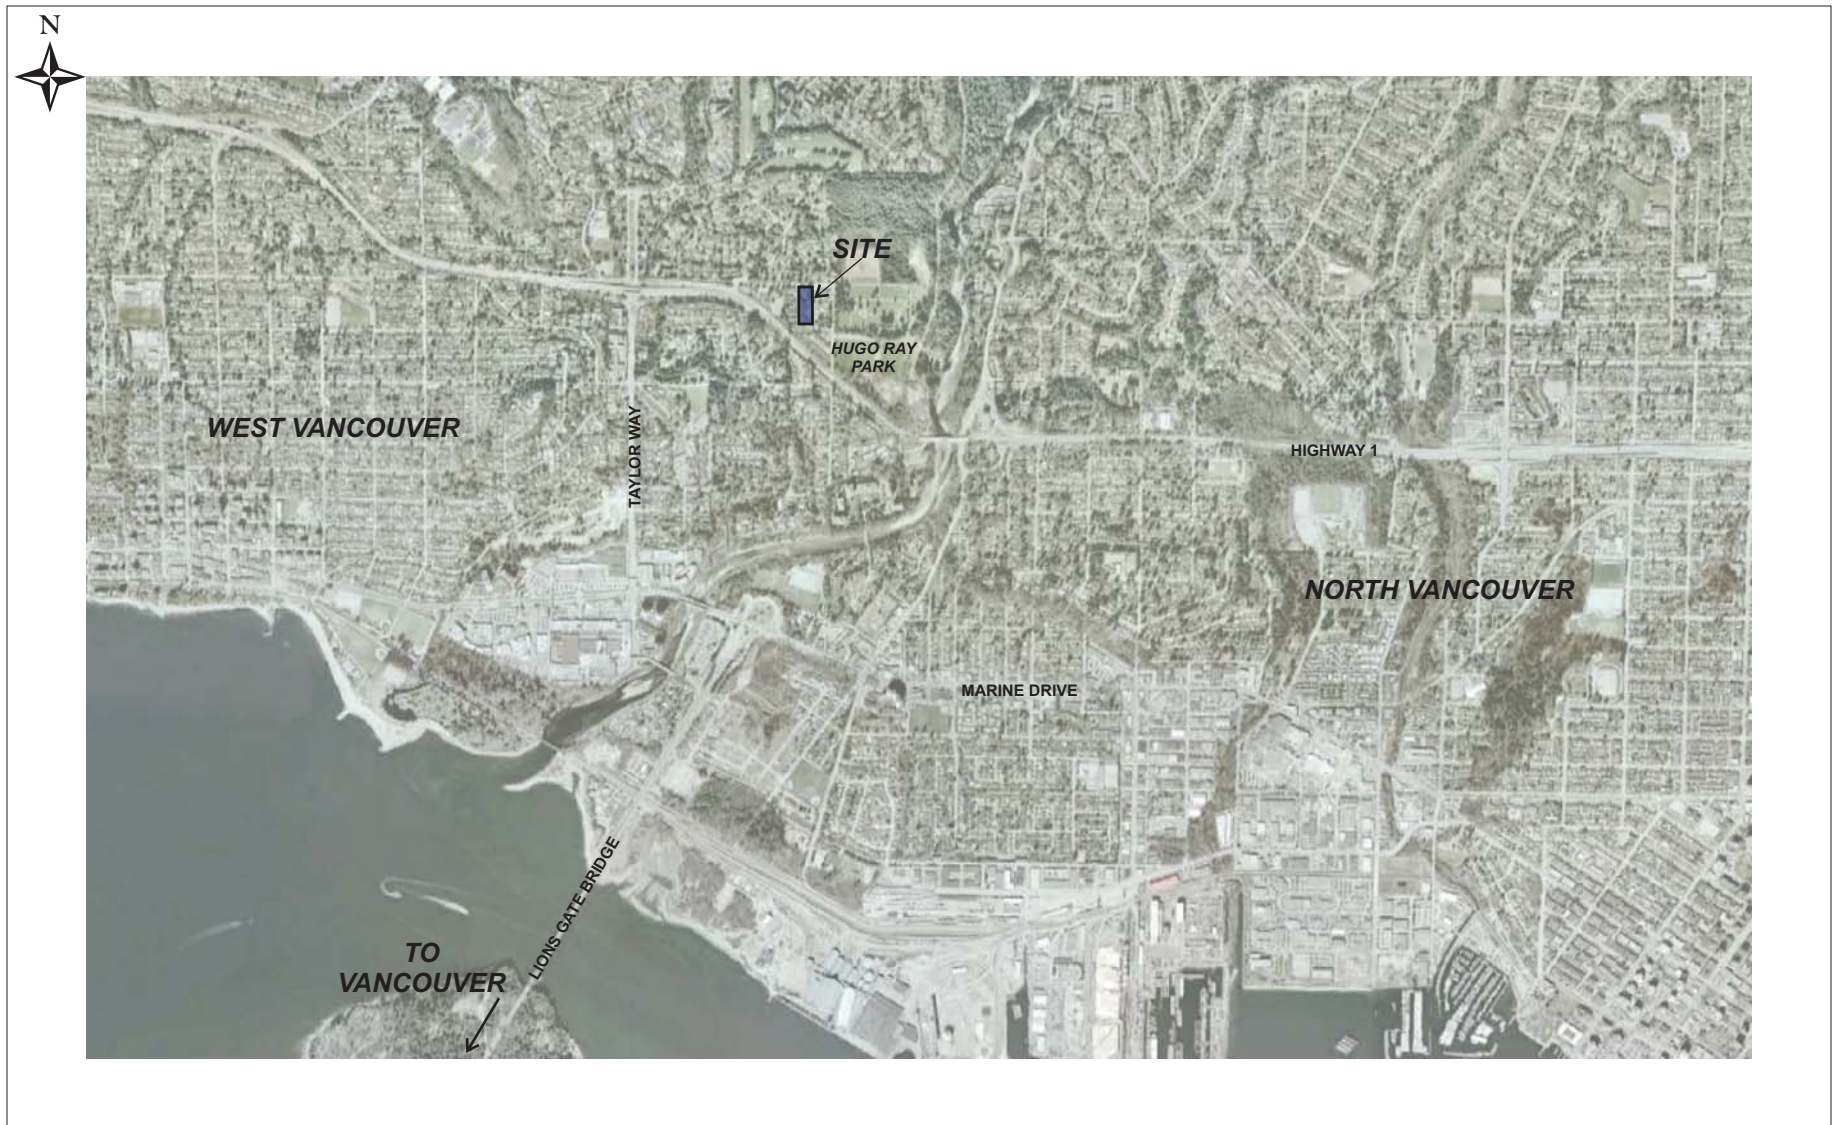 N
SITE
HUGO RAY
PARK
WEST VANCOUVER
TAYLOR WAY
HIGHWAY 1
NORTH VANCOUVER
MARINE DRIVE
LIONS GATE BRIDGE
TO
VANCOUVER